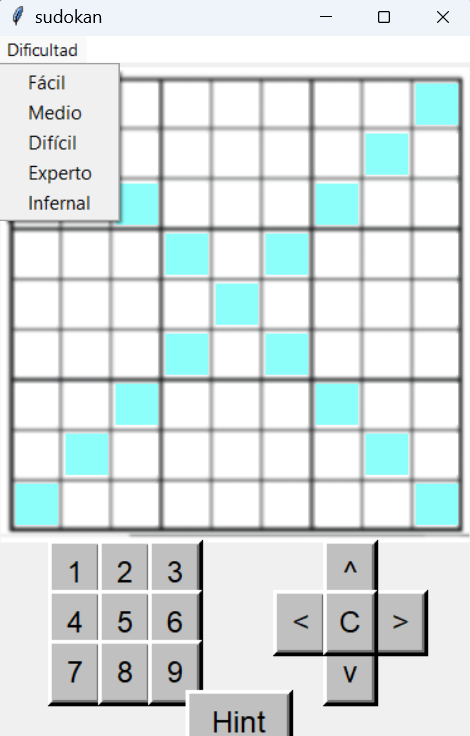 sudokan
Dificultad
Fácil
Medio
Difícil
Experto
Infernal
1 2 3 ^
4 5 6 < C >
7 8 9 v
Hint